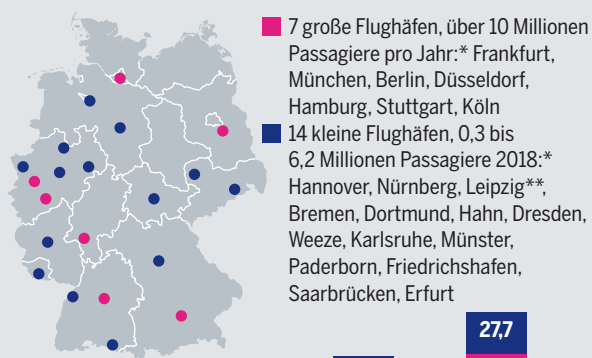 7 große Flughäfen, über 10 Millionen
Passagiere pro Jahr:* Frankfurt,
München, Berlin, Düsseldorf,
Hamburg, Stuttgart, Köln
14 kleine Flughäfen, 0,3 bis
6,2 Millionen Passagiere 2018:*
Hannover, Nürnberg, Leipzig**,
Bremen, Dortmund, Hahn, Dresden,
Weeze, Karlsruhe, Münster,
Paderborn, Friedrichshafen,
Saarbrücken, Erfurt
27,7